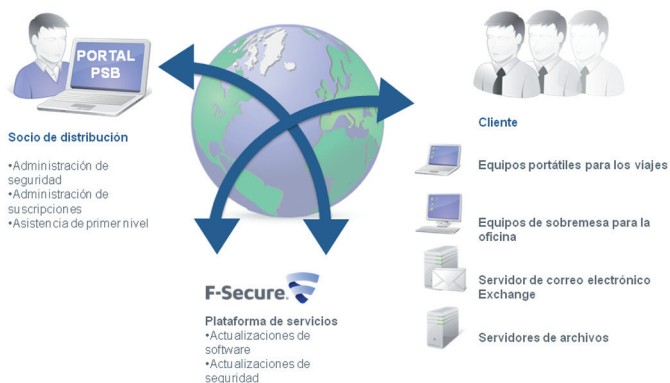 PORTAL
PSB
Socio de distribución
•Administración de
seguridad
•Administración de
suscripciones
•Asistencia de primer nivel
F-Secure.
Plataforma de servicios
•Actualizaciones de
software
•Actualizaciones de
seguridad
Cliente
Equipos portátiles para los viajes
Equipos de sobremesa para la
oficina
Servidor de correo electrónico
Exchange
Servidores de archivos